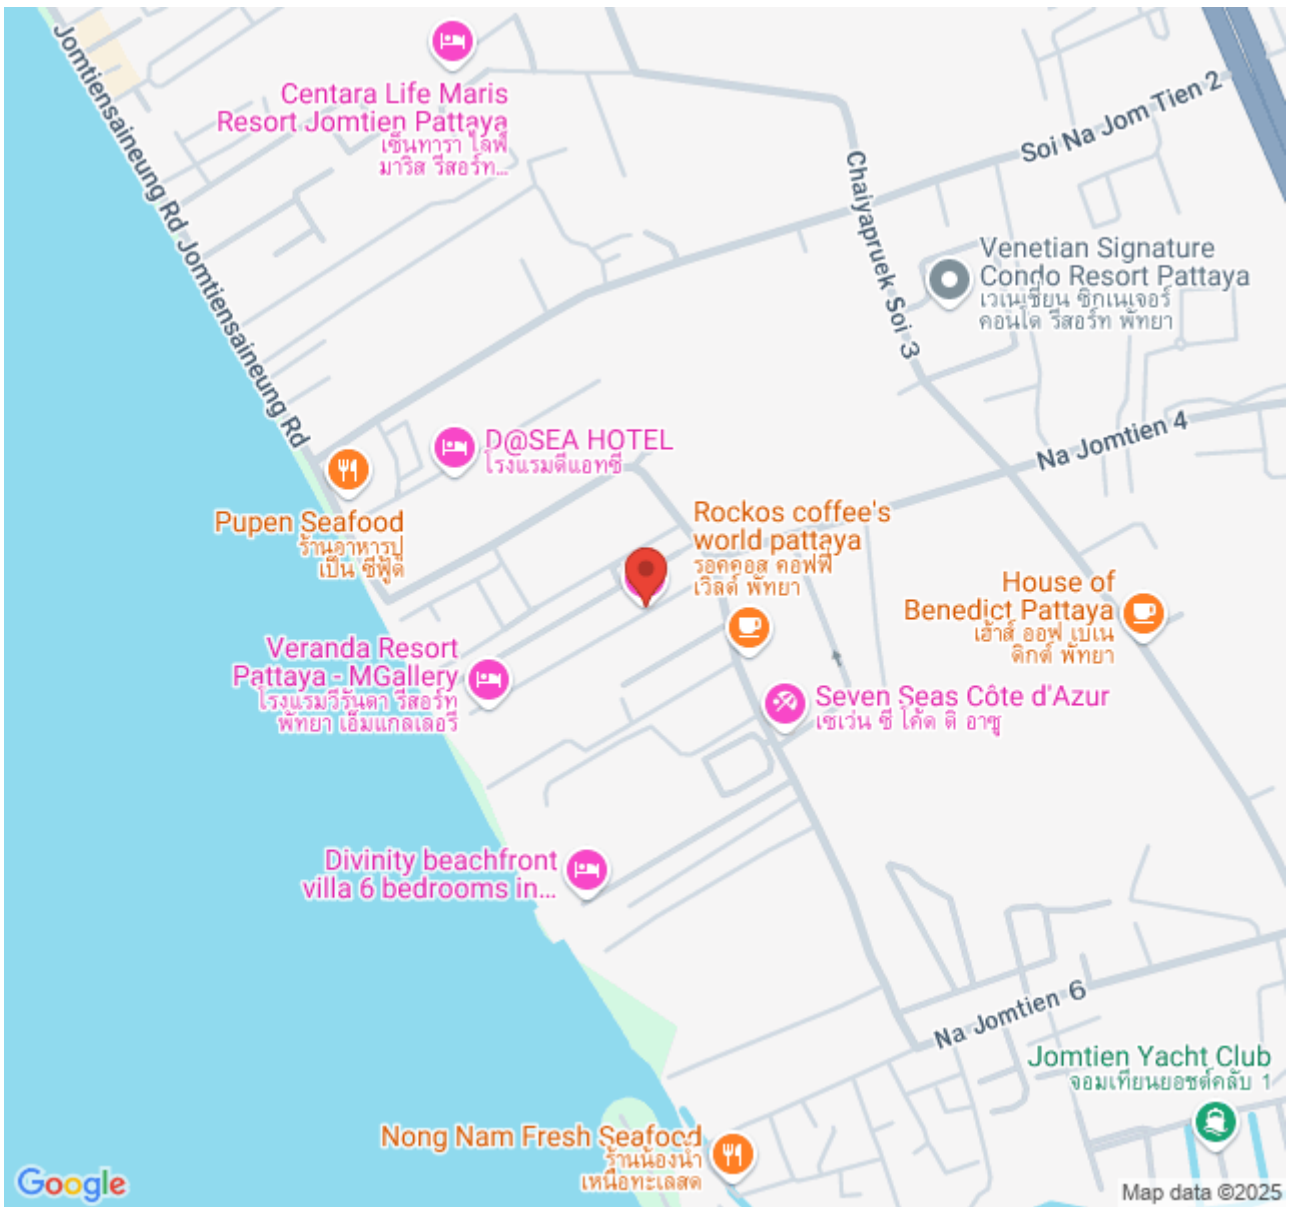 Jomtiensaineung Rd
Jomtiensaineung Rd
Centara Life Maris
Resort Jomtien Pattaya
เซ็นทารา ไลฟ์
มาริส รีสอร์ท...
Soi Na Jom Tien 2
Chaiyapruek Soi 3
Venetian Signature
Condo Resort Pattaya
เวเนเชี่ยน ซิกเนเจอร์
คอนโด รีสอร์ท พัทยา
Na Jomtien 4
D@SEA HOTEL
โรงแรมดีแอทซี
Pupen Seafood
ร้านอาหารปู
เป็น ซีฟู้ด
Rockos coffee's
world pattaya
รอคคอส คอฟฟี่
เวิลด์ พัทยา
House of
Benedict Pattaya
เฮ้าส์ ออฟ เบเน
ดิกต์ พัทยา
Veranda Resort
Pattaya - MGallery
โรงแรมวีรันดา รีสอร์ท
พัทยา เอ็มแกลเลอรี
Seven Seas Côte d'Azur
เซเว่น ซี โค้ด ดิ อาซู
Divinity beachfront
villa 6 bedrooms in...
Na Jomtien 6
Jomtien Yacht Club
จอมเทียนยอชต์คลับ 1
Nong Nam Fresh Seafood
ร้านน้องน้ำ
เหนือทะเลสด
Google
Map data ©2025